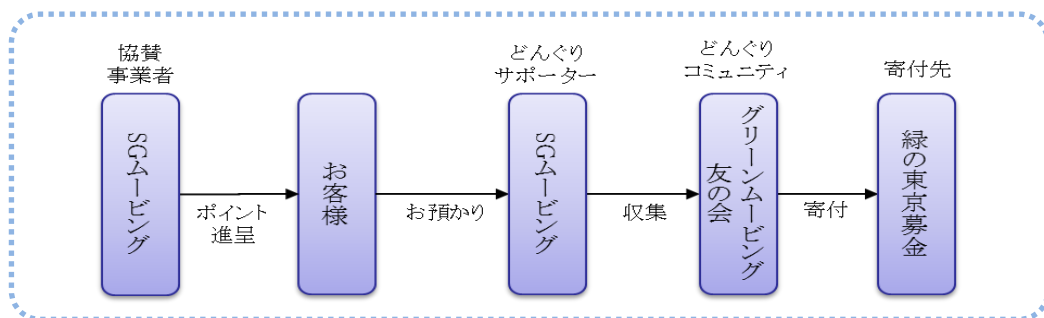 協賛
事業者
SGムービング
ポイント
進呈
お客様
お預かり
どんぐり
サポーター
SGムービング
収集
どんぐり
コミュニティ
グリーンムービング
友の会
寄付
寄付先
緑の東京募金